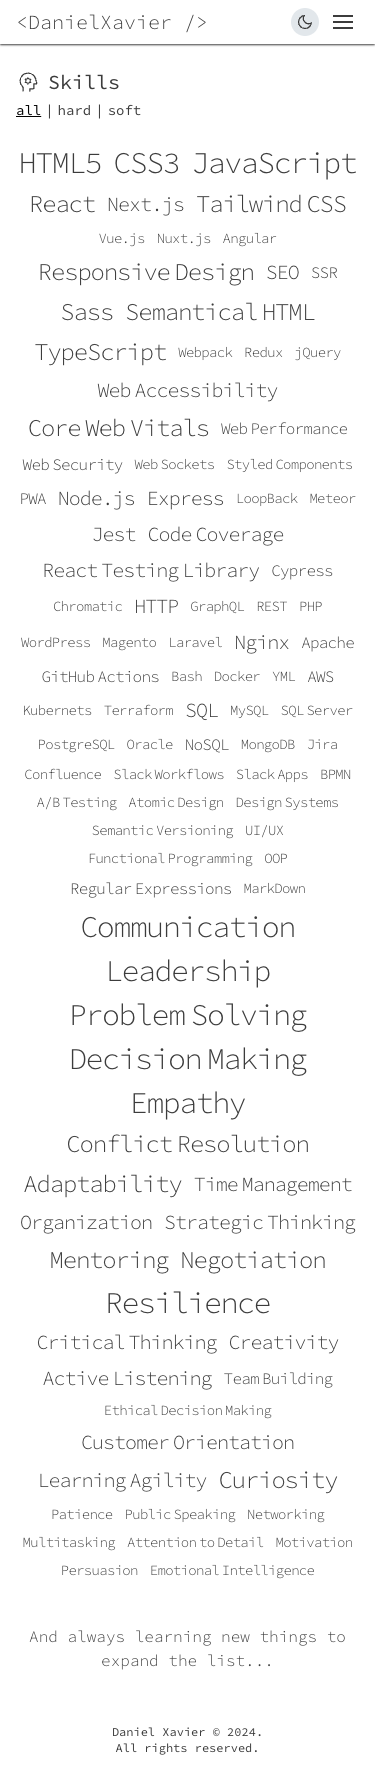 <DanielXavier />
Skills
all | hard | soft
HTML5 CSS3 JavaScript
React Next.js Tailwind CSS
Vue.js Nuxt.js Angular
Responsive Design SEO SSR
Sass Semantical HTML
TypeScript Webpack Redux jQuery
Web Accessibility
Core Web Vitals Web Performance
Web Security Web Sockets Styled Components
PWA Node.js Express LoopBack Meteor
Jest Code Coverage
React Testing Library Cypress
Chromatic HTTP GraphQL REST PHP
WordPress Magento Laravel Nginx Apache
GitHub Actions Bash Docker YML AWS
Kubernets Terraform SQL MySQL SQL Server
PostgreSQL Oracle NoSQL MongoDB Jira
Confluence Slack Workflows Slack Apps BPMN
A/B Testing Atomic Design Design Systems
Semantic Versioning UI/UX
Functional Programming OOP
Regular Expressions MarkDown
Communication
Leadership
Problem Solving
Decision Making
Empathy
Conflict Resolution
Adaptability Time Management
Organization Strategic Thinking
Mentoring Negotiation
Resilience
Critical Thinking Creativity
Active Listening Team Building
Ethical Decision Making
Customer Orientation
Learning Agility Curiosity
Patience Public Speaking Networking
Multitasking Attention to Detail Motivation
Persuasion Emotional Intelligence
And always learning new things to
expand the list...
Daniel Xavier © 2024.
All rights reserved.